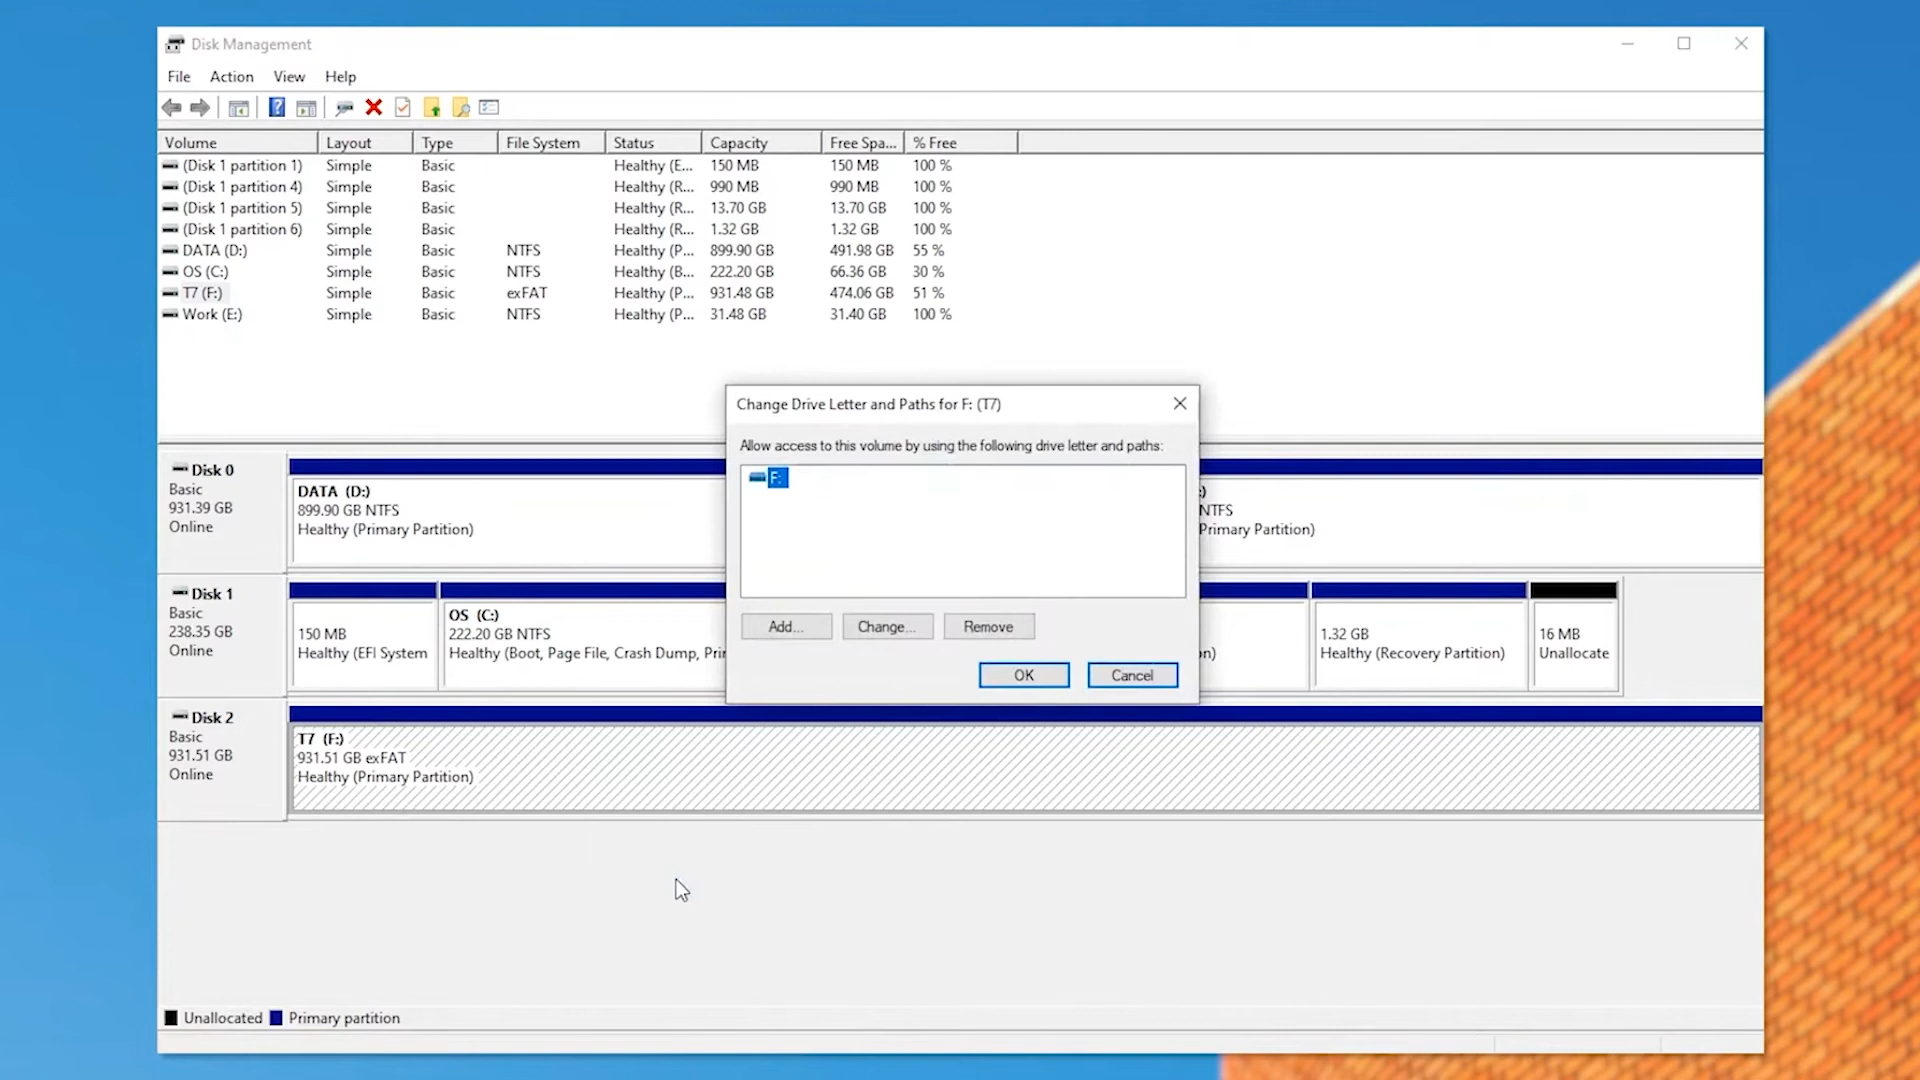 Disk Management
File Action View Help
Volume Layout Type File System Status Capacity Free Spa... % Free
(Disk 1 partition 1) Simple Basic Healthy (E... 150 MB 150 MB 100 %
(Disk 1 partition 4) Simple Basic Healthy (R... 990 MB 990 MB 100 %
(Disk 1 partition 5) Simple Basic Healthy (R... 13.70 GB 13.70 GB 100 %
(Disk 1 partition 6) Simple Basic Healthy (R... 1.32 GB 1.32 GB 100 %
DATA (D:) Simple Basic NTFS Healthy (P... 899.90 GB 491.98 GB 55 %
OS (C:) Simple Basic NTFS Healthy (B... 222.20 GB 66.36 GB 30 %
T7 (F:) Simple Basic exFAT Healthy (P... 931.48 GB 474.06 GB 51 %
Work (E:) Simple Basic NTFS Healthy (P... 31.48 GB 31.40 GB 100 %
Change Drive Letter and Paths for F: (T7)
Allow access to this volume by using the following drive letter and paths:
F:
Add... Change... Remove
OK Cancel
Disk 0
Basic
931.39 GB
Online
DATA (D:)
899.90 GB NTFS
Healthy (Primary Partition)
:)
NTFS
Primary Partition)
Disk 1
Basic
238.35 GB
Online
150 MB
Healthy (EFI System
OS (C:)
222.20 GB NTFS
Healthy (Boot, Page File, Crash Dump, Pri
n)
1.32 GB
Healthy (Recovery Partition)
16 MB
Unallocate
Disk 2
Basic
931.51 GB
Online
T7 (F:)
931.51 GB exFAT
Healthy (Primary Partition)
Unallocated Primary partition